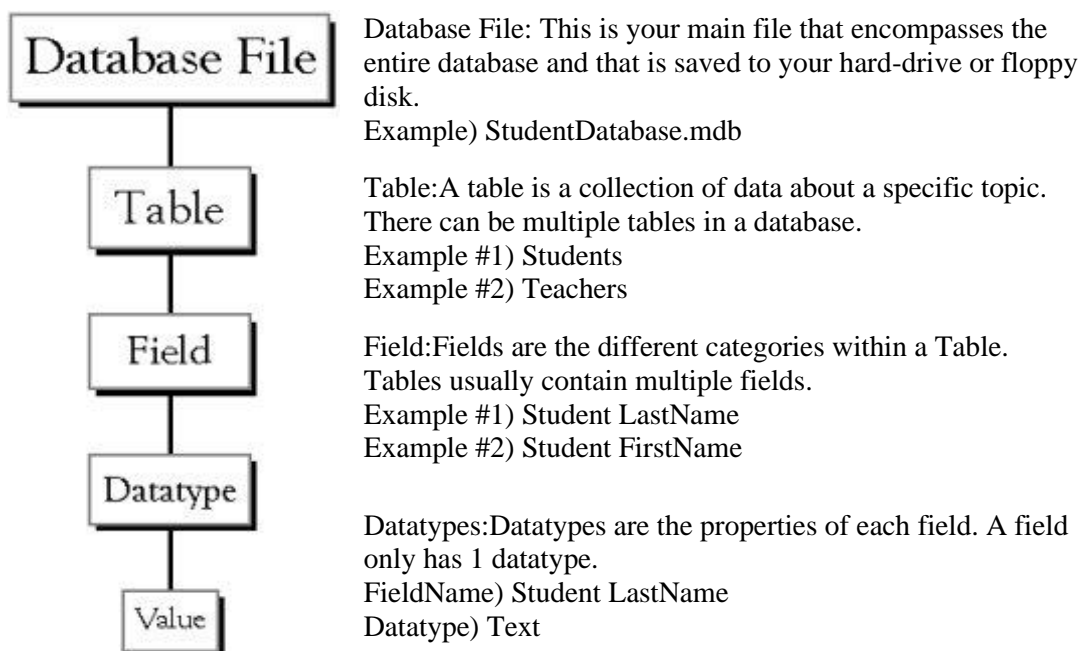 Database File
Database File: This is your main file that encompasses the
entire database and that is saved to your hard-drive or floppy
disk.
Example) StudentDatabase.mdb
Table
Table:A table is a collection of data about a specific topic.
There can be multiple tables in a database.
Example #1) Students
Example #2) Teachers
Field
Field:Fields are the different categories within a Table.
Tables usually contain multiple fields.
Example #1) Student LastName
Example #2) Student FirstName
Datatype
Datatypes:Datatypes are the properties of each field. A field
only has 1 datatype.
FieldName) Student LastName
Datatype) Text
Value